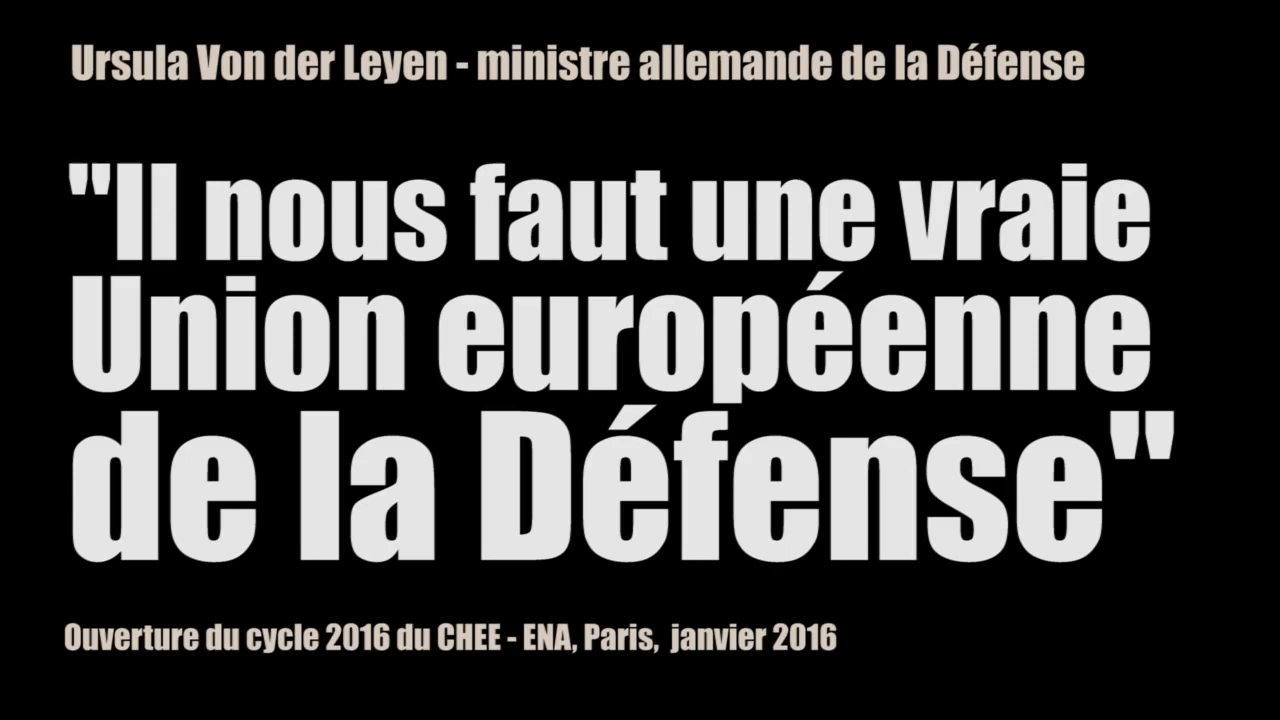 Ursula Von der Leyen - ministre allemande de la Défense
"Il nous faut une vraie
Union européenne
de la Défense"
Ouverture du cycle 2016 du CHEE - ENA, Paris, janvier 2016